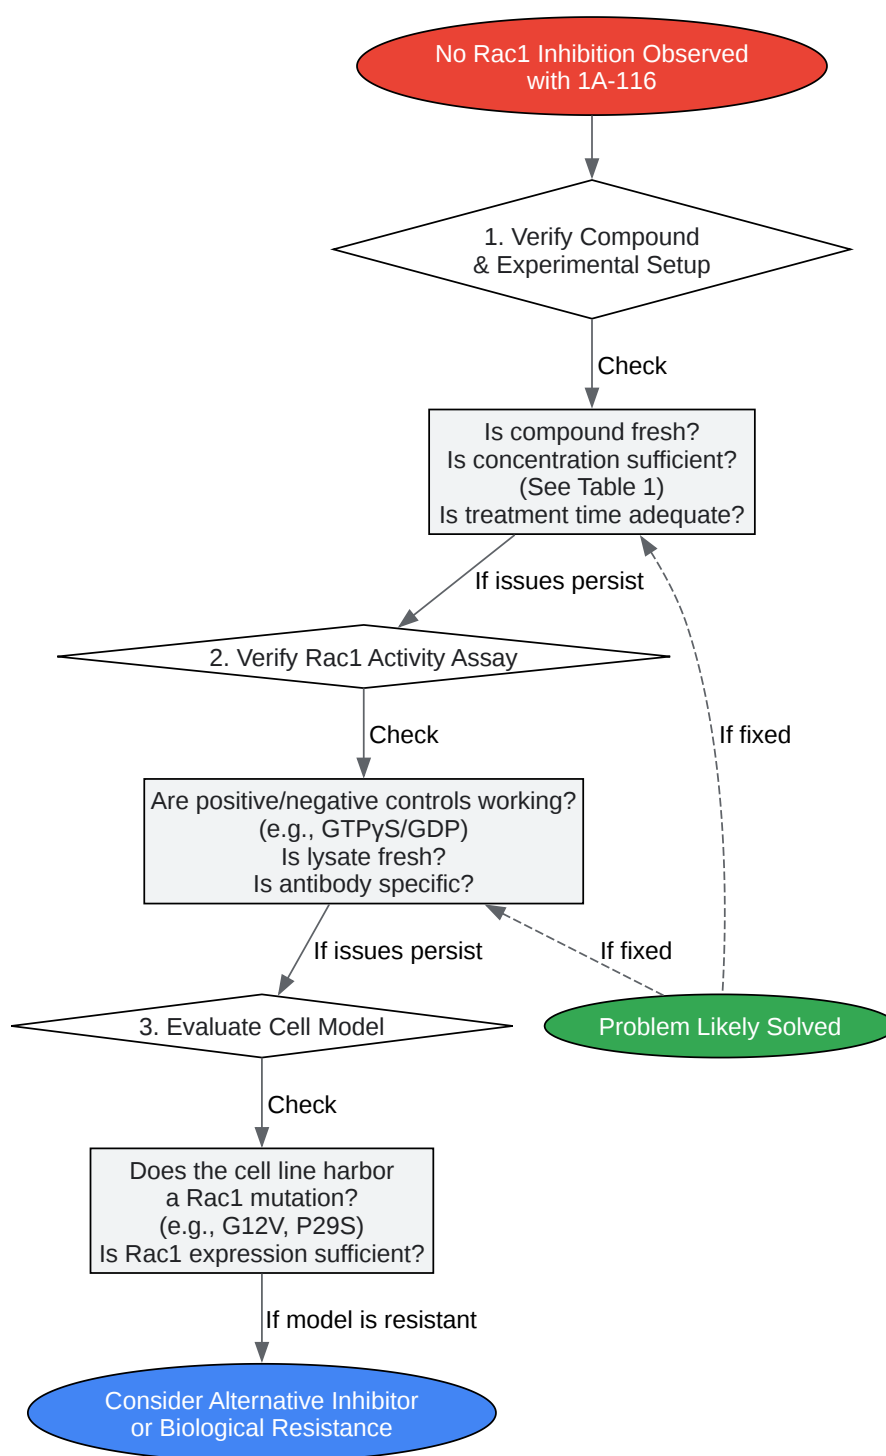 No Rac1 Inhibition Observed
with 1A-116
1. Verify Compound
& Experimental Setup
Check
Is compound fresh?
Is concentration sufficient?
(See Table 1)
Is treatment time adequate?
If issues persist
2. Verify Rac1 Activity Assay
Check
If fixed
Are positive/negative controls working?
(e.g., GTPγS/GDP)
Is lysate fresh?
Is antibody specific?
If issues persist
If fixed
3. Evaluate Cell Model
Problem Likely Solved
Check
Does the cell line harbor
a Rac1 mutation?
(e.g., G12V, P29S)
Is Rac1 expression sufficient?
If model is resistant
Consider Alternative Inhibitor
or Biological Resistance